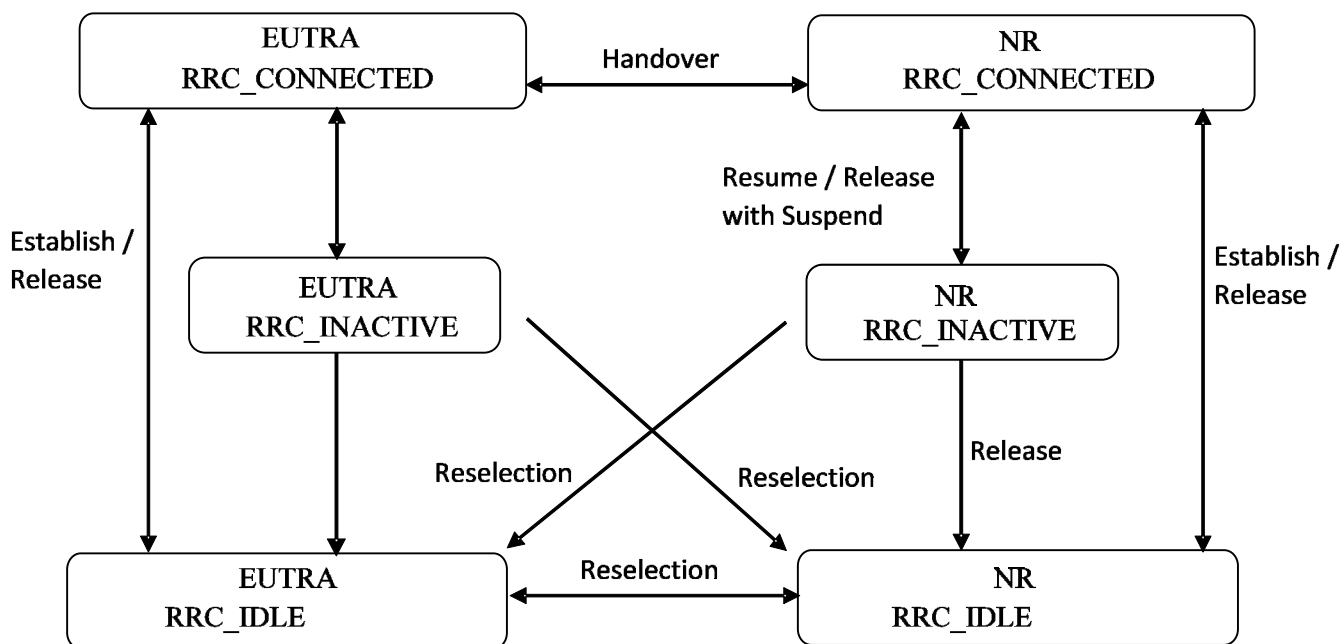 EUTRA
RRC_CONNECTED
Handover
NR
RRC_CONNECTED
Resume / Release
with Suspend
Establish /
Release
Establish /
Release
EUTRA
RRC_INACTIVE
NR
RRC_INACTIVE
Reselection
Reselection
Release
EUTRA
RRC_IDLE
Reselection
NR
RRC_IDLE